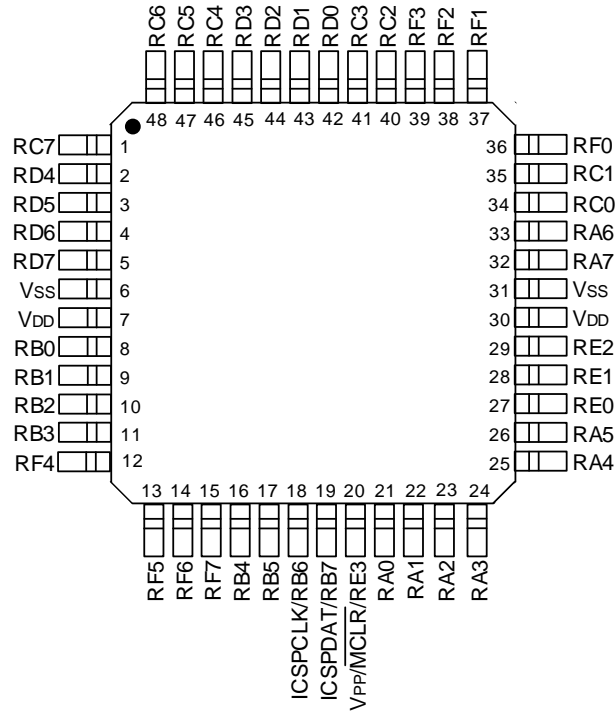 RC6
RC5
RC4
RD3
RD2
RD1
RD0
RC3
RC2
RF3
RF2
RF1
48
47
46
45
44
43
42
41
40
39
38
37
RC7 1
RD4 2
RD5 3
RD6 4
RD7 5
VSS 6
VDD 7
RB0 8
RB1 9
RB2 10
RB3 11
RF4 12
36 RF0
35 RC1
34 RC0
33 RA6
32 RA7
31 VSS
30 VDD
29 RE2
28 RE1
27 RE0
26 RA5
25 RA4
13
14
15
16
17
18
19
20
21
22
23
24
RF5
RF6
RF7
RB4
RB5
ICSPCLK/RB6
ICSPDAT/RB7
VPP/MCLR/RE3
RA0
RA1
RA2
RA3